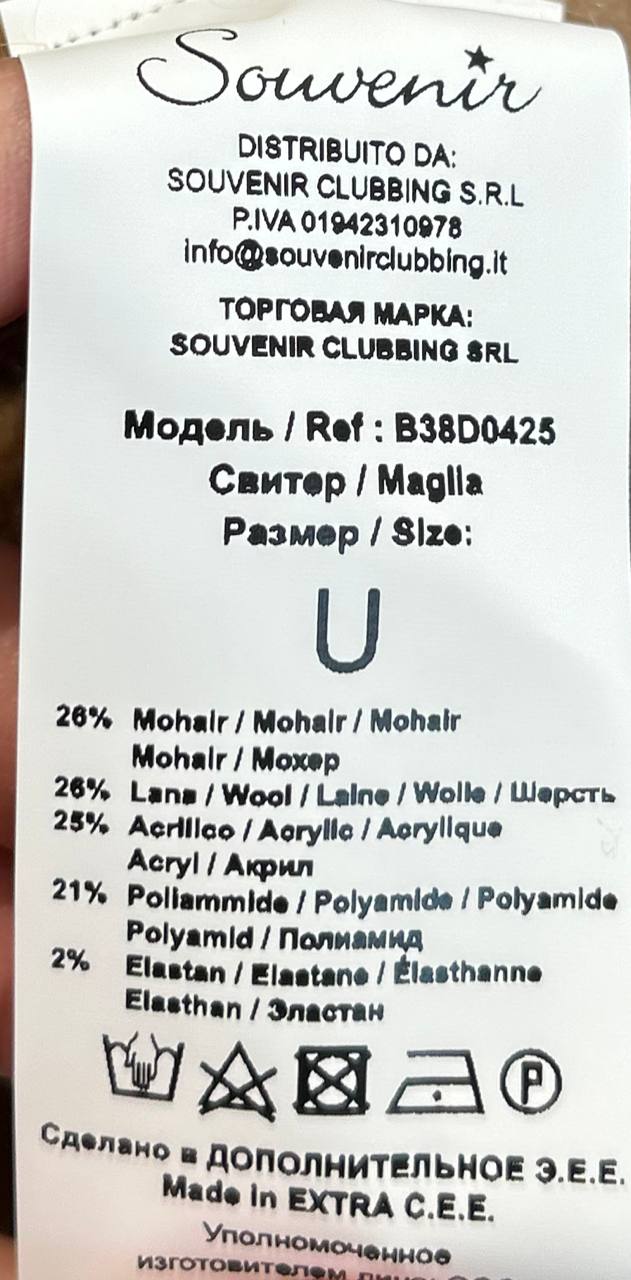 Souvenir
DISTRIBUITO DA:
SOUVENIR CLUBBING S.R.L
P.IVA 01942310978
info@souvenirclubbing.it
ТОРГОВАЯ МАРКА:
SOUVENIR CLUBBING SRL
Модель / Ref : B38D0425
Свитер / Maglia
Размер / Size:
U
26% Mohair / Mohair / Mohair
Mohair / Мохер
26% Lana / Wool / Laine / Wolle / Шерсть
25% Acrilico / Acrylic / Acrylique
Acryl / Акрил
21% Poliammide / Polyamide / Polyamide
Polyamid / Полиамид
2% Elastan / Elastane / Élasthanne
Elasthan / Эластан
P
Сделано в ДОПОЛНИТЕЛЬНОЕ Э.Е.Е.
Made in EXTRA C.E.E.
Уполномоченное
изготовителем лицо